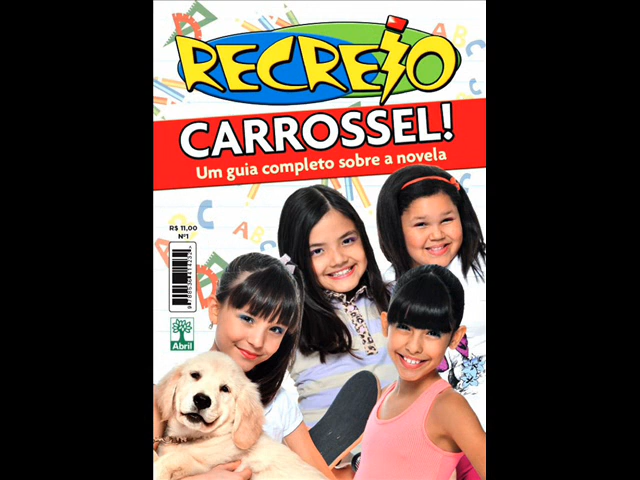 RECREIO
CARROSSEL!
Um guia completo sobre a novela
R$ 11,00
Nº1
Abril